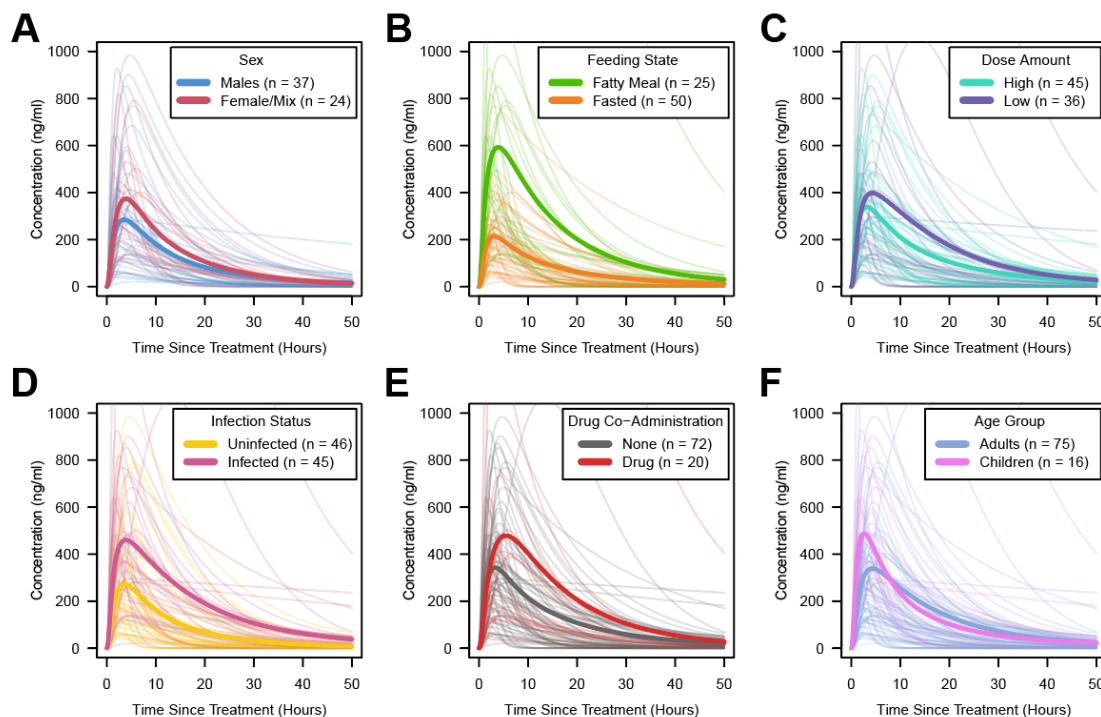 A
Sex
Males (n = 37)
Female/Mix (n = 24)
Concentration (ng/ml)
1000
800
600
400
200
0
0 10 20 30 40 50
Time Since Treatment (Hours)
B
Feeding State
Fatty Meal (n = 25)
Fasted (n = 50)
Concentration (ng/ml)
1000
800
600
400
200
0
0 10 20 30 40 50
Time Since Treatment (Hours)
C
Dose Amount
High (n = 45)
Low (n = 36)
Concentration (ng/ml)
1000
800
600
400
200
0
0 10 20 30 40 50
Time Since Treatment (Hours)
D
Infection Status
Uninfected (n = 46)
Infected (n = 45)
Concentration (ng/ml)
1000
800
600
400
200
0
0 10 20 30 40 50
Time Since Treatment (Hours)
E
Drug Co−Administration
None (n = 72)
Drug (n = 20)
Concentration (ng/ml)
1000
800
600
400
200
0
0 10 20 30 40 50
Time Since Treatment (Hours)
F
Age Group
Adults (n = 75)
Children (n = 16)
Concentration (ng/ml)
1000
800
600
400
200
0
0 10 20 30 40 50
Time Since Treatment (Hours)